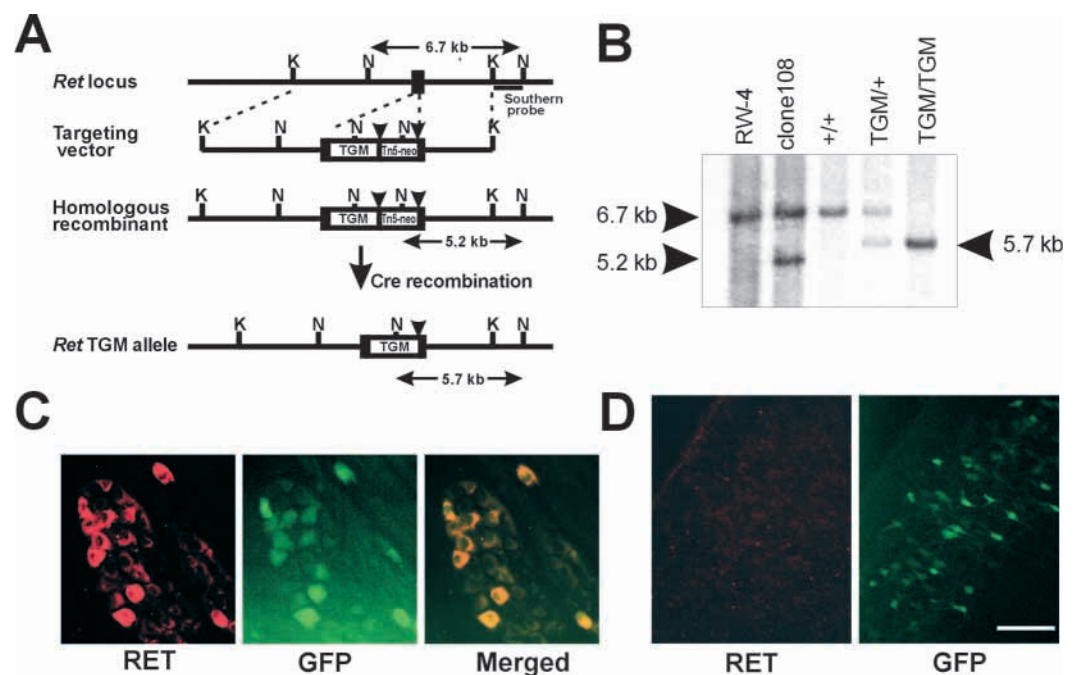 A
6.7 kb
K N K N
Ret locus
Southern
probe
Targeting
vector
K N N N K
TGM Tn5-neo
Homologous
recombinant
K N N N K N
TGM Tn5-neo
5.2 kb
Cre recombination
Ret TGM allele
K N N K N
TGM
5.7 kb
B
RW-4
clone108
+/+
TGM/+
TGM/TGM
6.7 kb
5.2 kb
5.7 kb
C
RET
GFP
Merged
D
RET
GFP